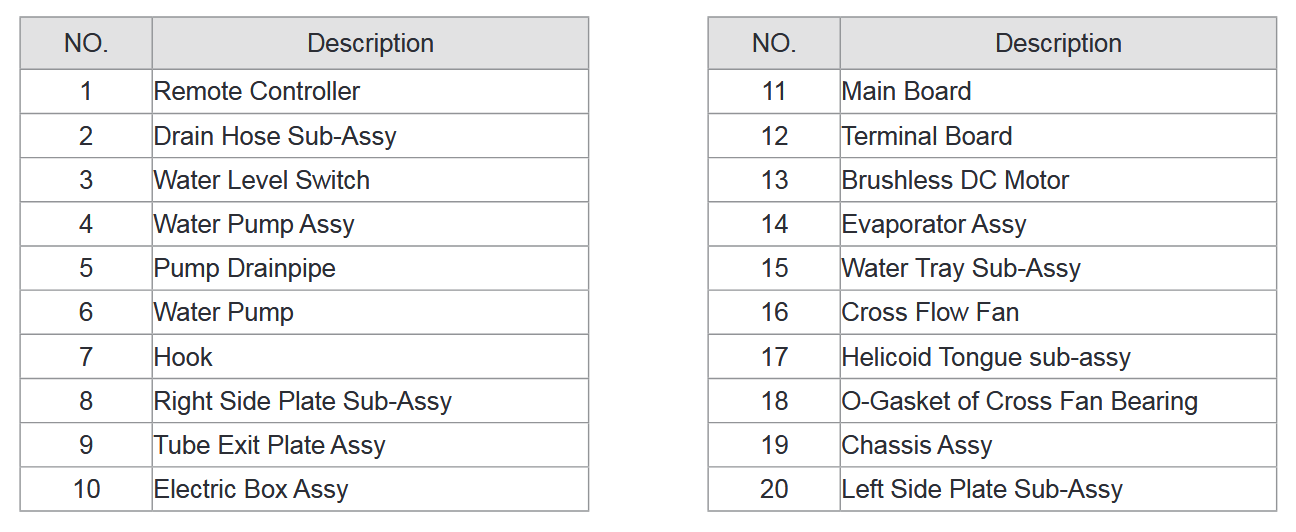 NO. Description
1 Remote Controller
2 Drain Hose Sub-Assy
3 Water Level Switch
4 Water Pump Assy
5 Pump Drainpipe
6 Water Pump
7 Hook
8 Right Side Plate Sub-Assy
9 Tube Exit Plate Assy
10 Electric Box Assy
NO. Description
11 Main Board
12 Terminal Board
13 Brushless DC Motor
14 Evaporator Assy
15 Water Tray Sub-Assy
16 Cross Flow Fan
17 Helicoid Tongue sub-assy
18 O-Gasket of Cross Fan Bearing
19 Chassis Assy
20 Left Side Plate Sub-Assy